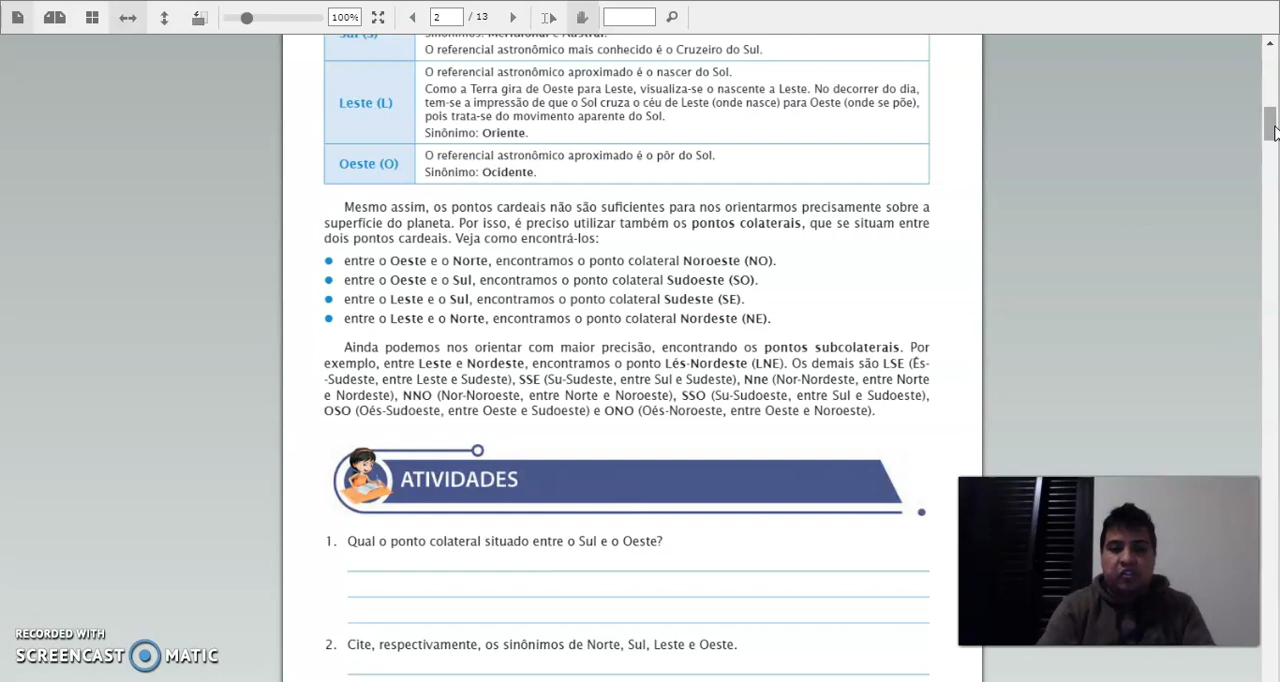 100%
2 / 13
Sul (S)
Sinônimos: Meridional e Austral.
O referencial astronômico mais conhecido é o Cruzeiro do Sul.
Leste (L)
O referencial astronômico aproximado é o nascer do Sol.
Como a Terra gira de Oeste para Leste, visualiza-se o nascente a Leste. No decorrer do dia,
tem-se a impressão de que o Sol cruza o céu de Leste (onde nasce) para Oeste (onde se põe),
pois trata-se do movimento aparente do Sol.
Sinônimo: Oriente.
Oeste (O)
O referencial astronômico aproximado é o pôr do Sol.
Sinônimo: Ocidente.
Mesmo assim, os pontos cardeais não são suficientes para nos orientarmos precisamente sobre a
superfície do planeta. Por isso, é preciso utilizar também os pontos colaterais, que se situam entre
dois pontos cardeais. Veja como encontrá-los:
entre o Oeste e o Norte, encontramos o ponto colateral Noroeste (NO).
entre o Oeste e o Sul, encontramos o ponto colateral Sudoeste (SO).
entre o Leste e o Sul, encontramos o ponto colateral Sudeste (SE).
entre o Leste e o Norte, encontramos o ponto colateral Nordeste (NE).
Ainda podemos nos orientar com maior precisão, encontrando os pontos subcolaterais. Por
exemplo, entre Leste e Nordeste, encontramos o ponto Lés-Nordeste (LNE). Os demais são LSE (És-
-Sudeste, entre Leste e Sudeste), SSE (Su-Sudeste, entre Sul e Sudeste), Nne (Nor-Nordeste, entre Norte
e Nordeste), NNO (Nor-Noroeste, entre Norte e Noroeste), SSO (Su-Sudoeste, entre Sul e Sudoeste),
OSO (Oés-Sudoeste, entre Oeste e Sudoeste) e ONO (Oés-Noroeste, entre Oeste e Noroeste).
ATIVIDADES
1. Qual o ponto colateral situado entre o Sul e o Oeste?
2. Cite, respectivamente, os sinônimos de Norte, Sul, Leste e Oeste.
RECORDED WITH
SCREENCAST MATIC